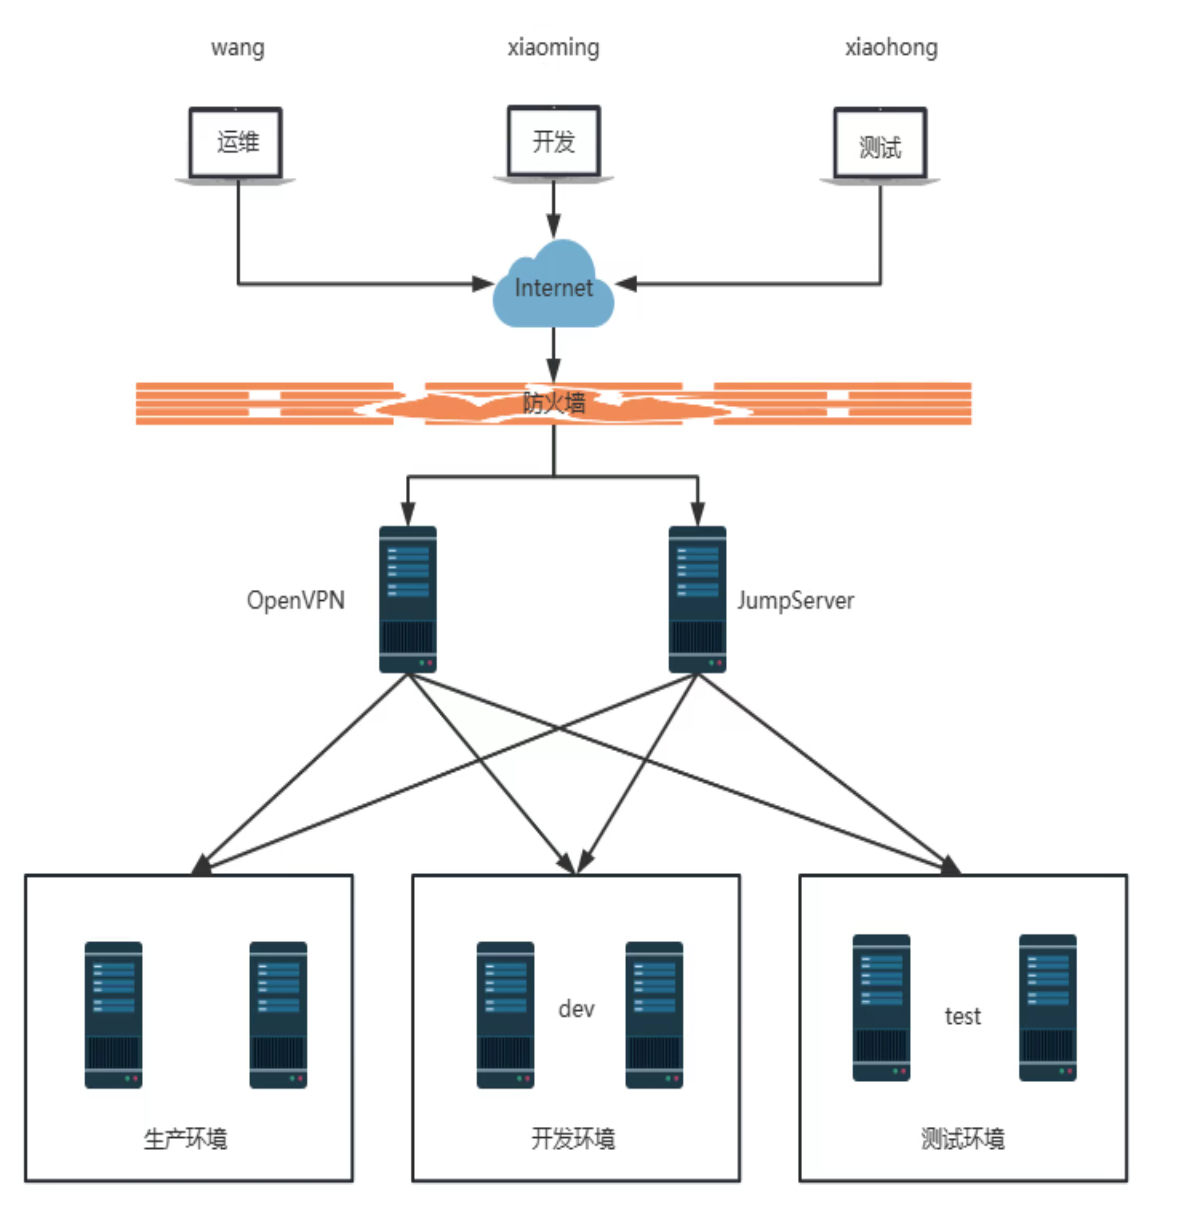 wang
xiaoming
xiaohong
运维
开发
测试
Internet
防火墙
OpenVPN
JumpServer
dev
test
生产环境
开发环境
测试环境